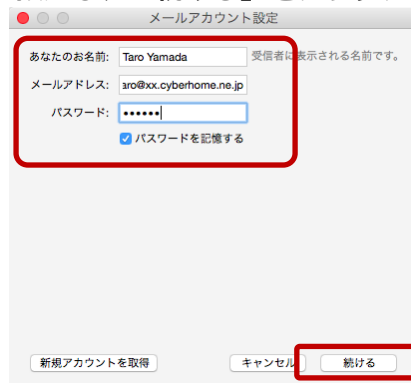 メールアカウント設定
あなたのお名前: Taro Yamada 受信者に表示される名前です。
メールアドレス: aro@xx.cyberhome.ne.jp
パスワード: ••••••
パスワードを記憶する
新規アカウントを取得 キャンセル 続ける